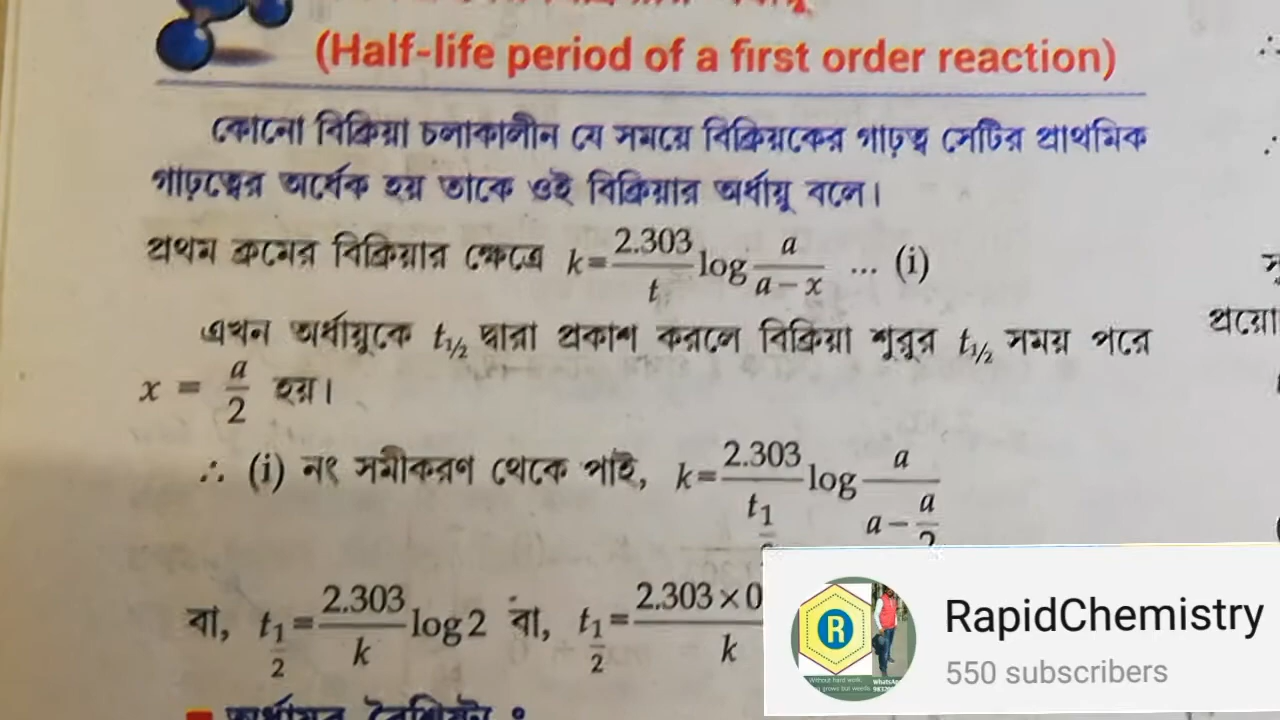 (Half-life period of a first order reaction)
কোনো বিক্রিয়া চলাকালীন যে সময়ে বিক্রিয়কের গাঢ়ত্ব সেটির প্রাথমিক
গাঢ়ত্বের অর্ধেক হয় তাকে ওই বিক্রিয়ার অর্ধায়ু বলে।
প্রথম ক্রমের বিক্রিয়ার ক্ষেত্রে k = 2.303/t log a/(a − x) ... (i)
এখন অর্ধায়ুকে t1/2 দ্বারা প্রকাশ করলে বিক্রিয়া শুরুর t1/2 সময় পরে
x = a/2 হয়।
∴ (i) নং সমীকরণ থেকে পাই, k = 2.303/t1/2 log a/(a − a/2)
বা, t1/2 = 2.303/k log 2 বা, t1/2 = 2.303 × 0/k
অর্ধায়ুর বৈশিষ্ট্য :
RapidChemistry
550 subscribers